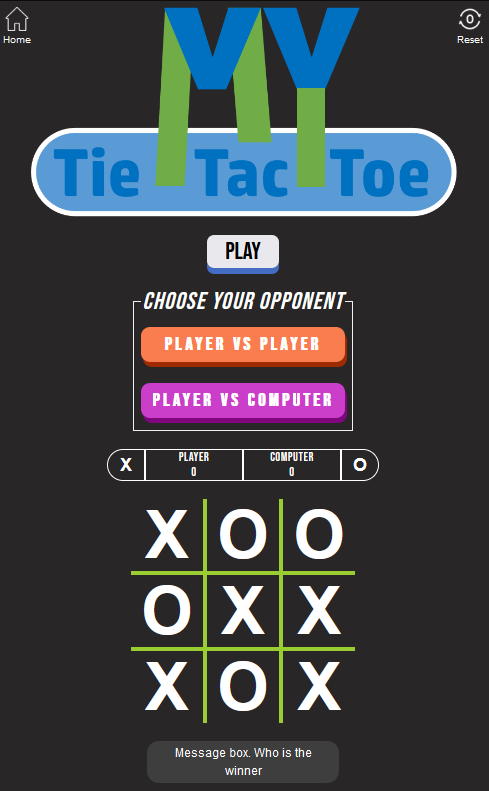 Home
O
Reset
MY
Tie Tac Toe
PLAY
CHOOSE YOUR OPPONENT
PLAYER VS PLAYER
PLAYER VS COMPUTER
X PLAYER COMPUTER O
0 0
X O O
O X X
X O X
Message box. Who is the
winner